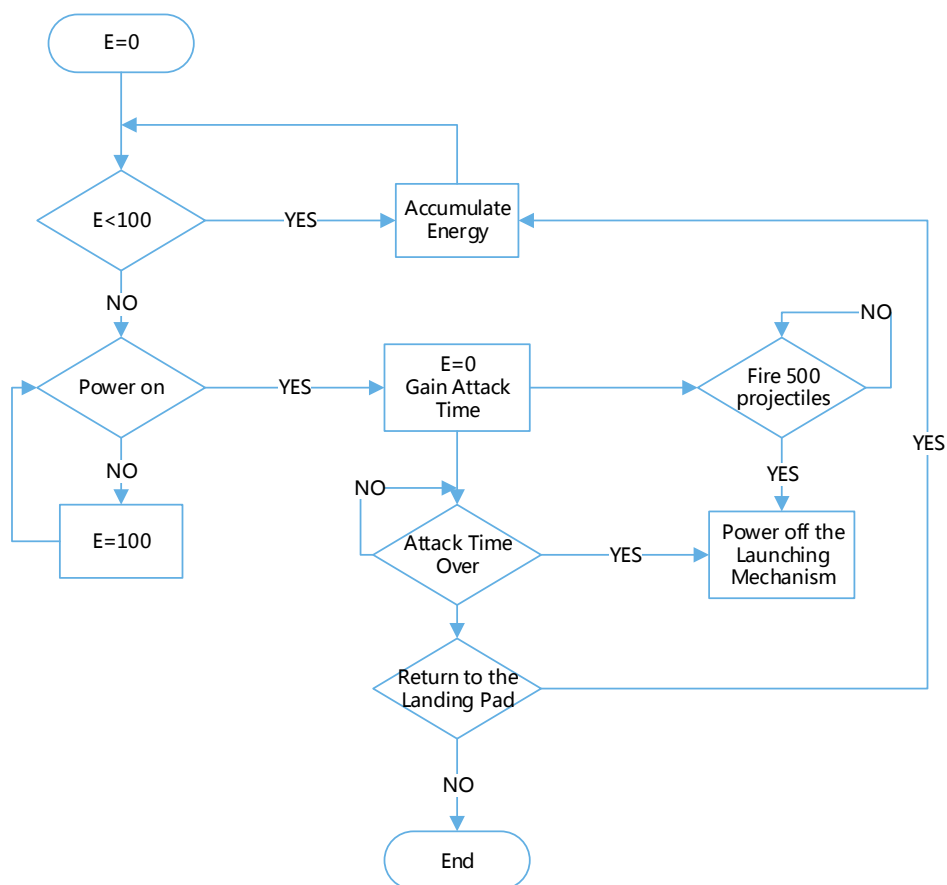 E=0
E<100
YES
Accumulate
Energy
NO
Power on
YES
E=0
Gain Attack
Time
NO
Fire 500
projectiles
YES
NO
E=100
NO
YES
Attack Time
Over
YES
Power off the
Launching
Mechanism
Return to the
Landing Pad
NO
End